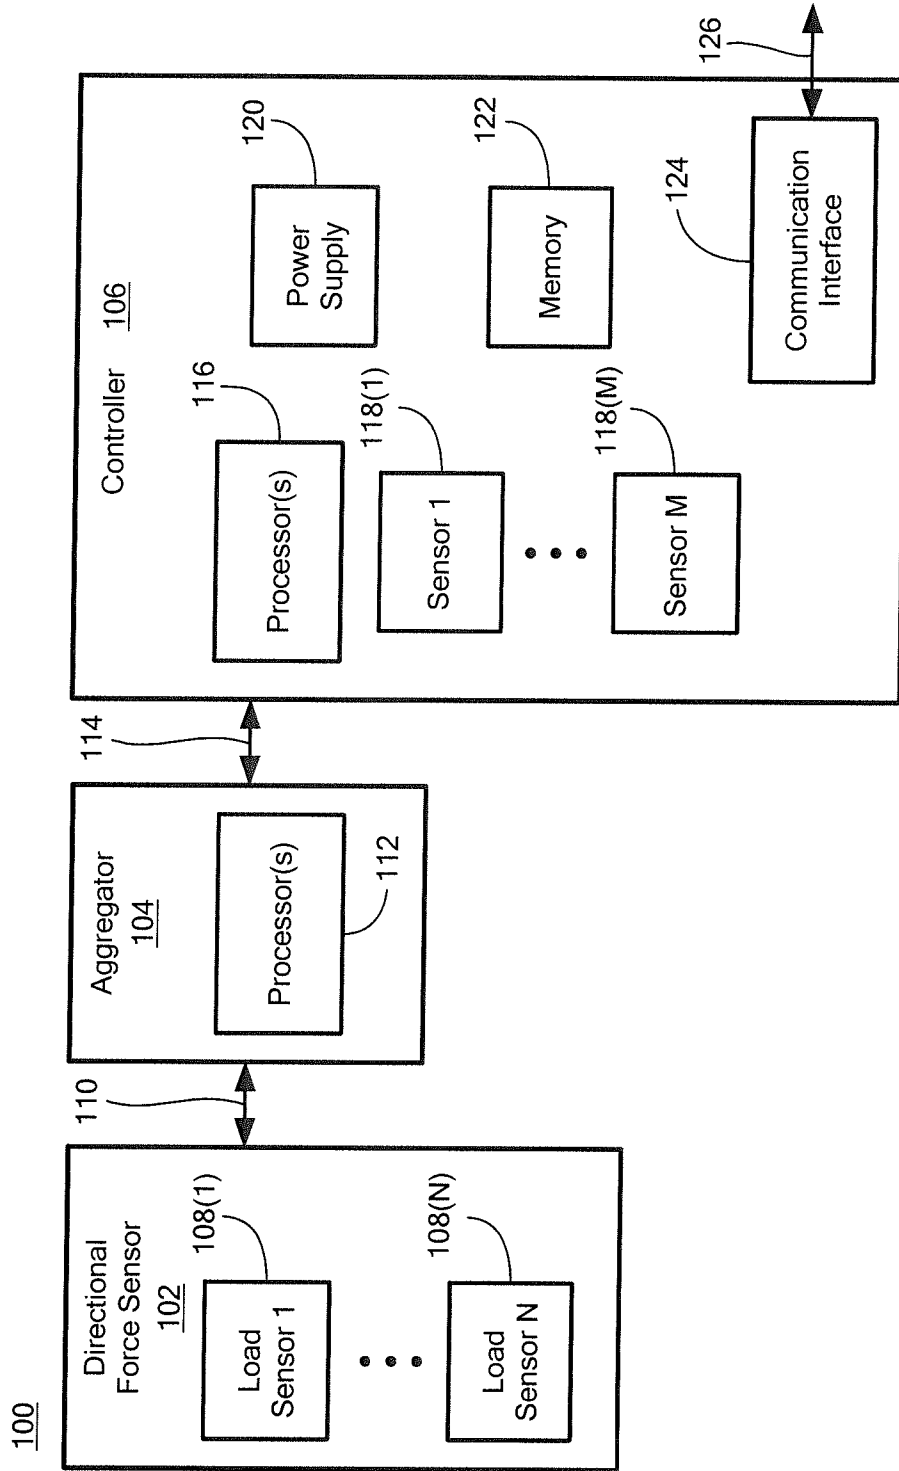 100
Directional
Force Sensor
102
Load
Sensor 1
108(1)
Load
Sensor N
108(N)
110
Aggregator
104
Processor(s)
112
114
Controller 106
Processor(s)
116
Sensor 1
118(1)
Sensor M
118(M)
Power
Supply
120
Memory
122
Communication
Interface
124
126